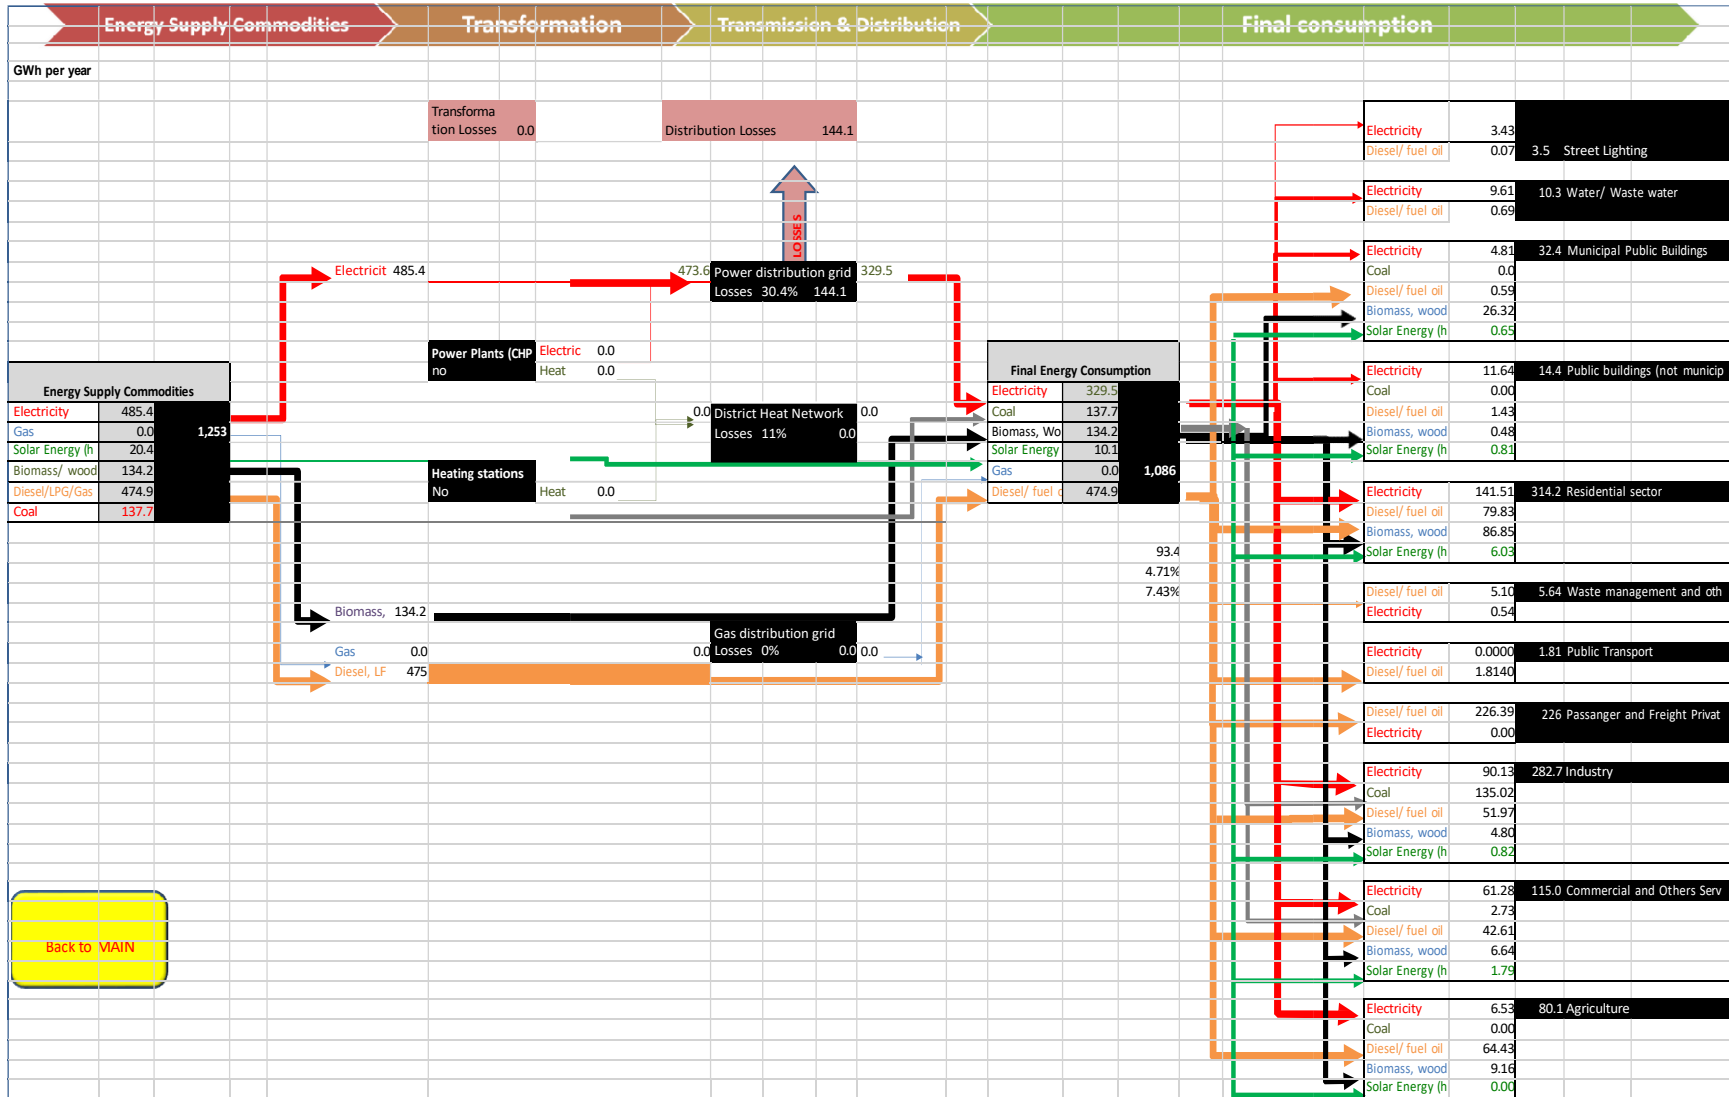 Energy Supply Commodities
Transformation
Transmission & Distribution
Final consumption
GWh per year
Transforma
tion Losses 0.0
Distribution Losses 144.1
LOSSES
Electricit 485.4
473.6 Power distribution grid 329.5
Losses 30.4% 144.1
Power Plants (CHP Electric 0.0
no Heat 0.0
0.0 District Heat Network 0.0
Losses 11% 0.0
Heating stations
No Heat 0.0
Energy Supply Commodities
Electricity 485.4
Gas 0.0 1,253
Solar Energy (h 20.4
Biomass/ wood 134.2
Diesel/LPG/Gas 474.9
Coal 137.7
Biomass, 134.2
Gas distribution grid
Gas 0.0 0.0 Losses 0% 0.0 0.0
Diesel, LF 475
Final Energy Consumption
Electricity 329.5
Coal 137.7
Biomass, Wo 134.2
Solar Energy 10.1
Gas 0.0 1,086
Diesel/ fuel 474.9
93.4
4.71%
7.43%
Electricity 3.43
Diesel/ fuel oil 0.07 3.5 Street Lighting
Electricity 9.61 10.3 Water/ Waste water
Diesel/ fuel oil 0.69
Electricity 4.81 32.4 Municipal Public Buildings
Coal 0.0
Diesel/ fuel oil 0.59
Biomass, wood 26.32
Solar Energy (h 0.65
Electricity 11.64 14.4 Public buildings (not municip
Coal 0.00
Diesel/ fuel oil 1.43
Biomass, wood 0.48
Solar Energy (h 0.81
Electricity 141.51 314.2 Residential sector
Diesel/ fuel oil 79.83
Biomass, wood 86.85
Solar Energy (h 6.03
Diesel/ fuel oil 5.10 5.64 Waste management and oth
Electricity 0.54
Electricity 0.0000 1.81 Public Transport
Diesel/ fuel oil 1.8140
Diesel/ fuel oil 226.39 226 Passanger and Freight Privat
Electricity 0.00
Electricity 90.13 282.7 Industry
Coal 135.02
Diesel/ fuel oil 51.97
Biomass, wood 4.80
Solar Energy (h 0.82
Electricity 61.28 115.0 Commercial and Others Serv
Coal 2.73
Diesel/ fuel oil 42.61
Biomass, wood 6.64
Solar Energy (h 1.79
Electricity 6.53 80.1 Agriculture
Coal 0.00
Diesel/ fuel oil 64.43
Biomass, wood 9.16
Solar Energy (h 0.00
Back to MAIN